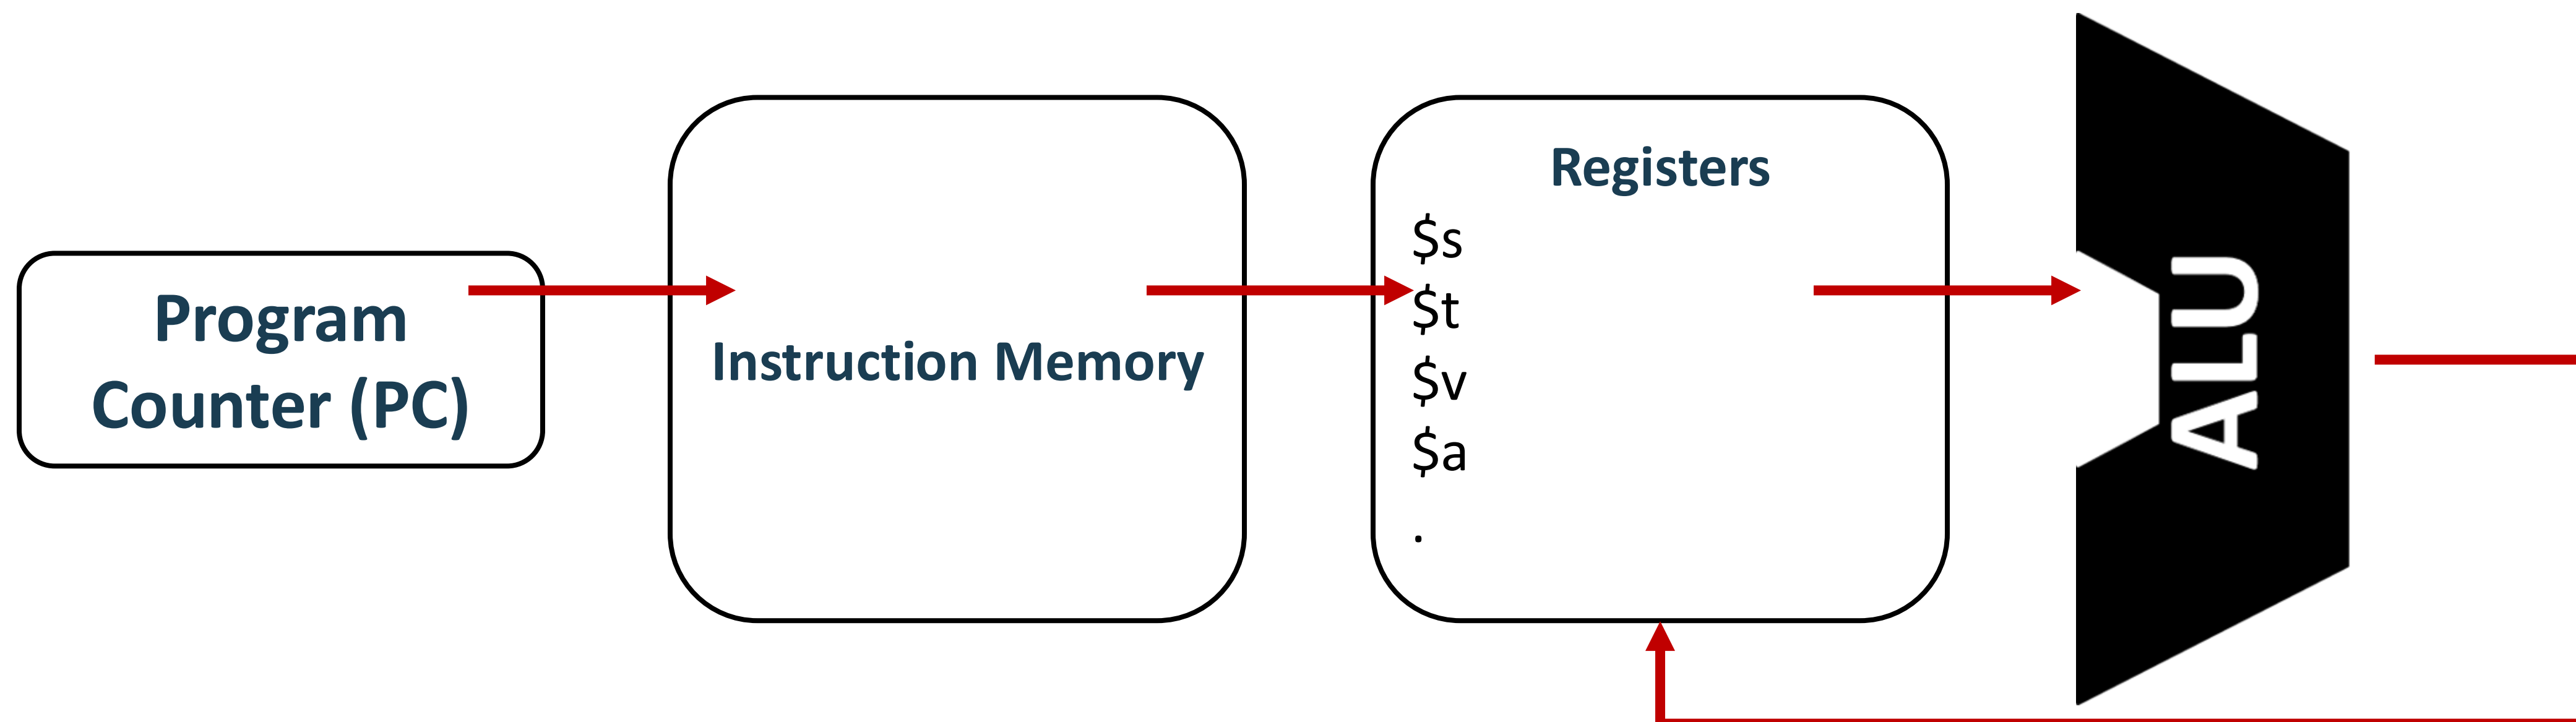 Program
Counter (PC)
Instruction Memory
Registers
$s
$t
$v
$a
.
ALU